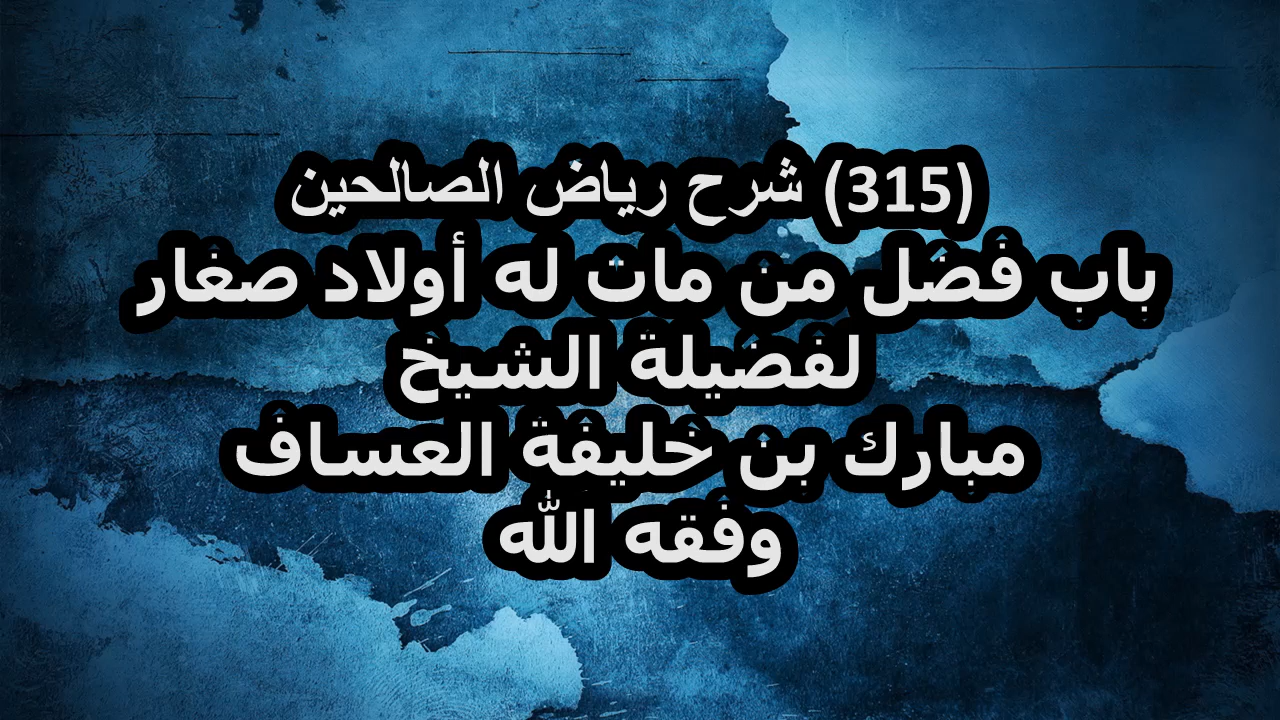 (315) شرح رياض الصالحين
باب فضل من مات له أولاد صغار
لفضيلة الشيخ
مبارك بن خليفة العساف
وفقه الله